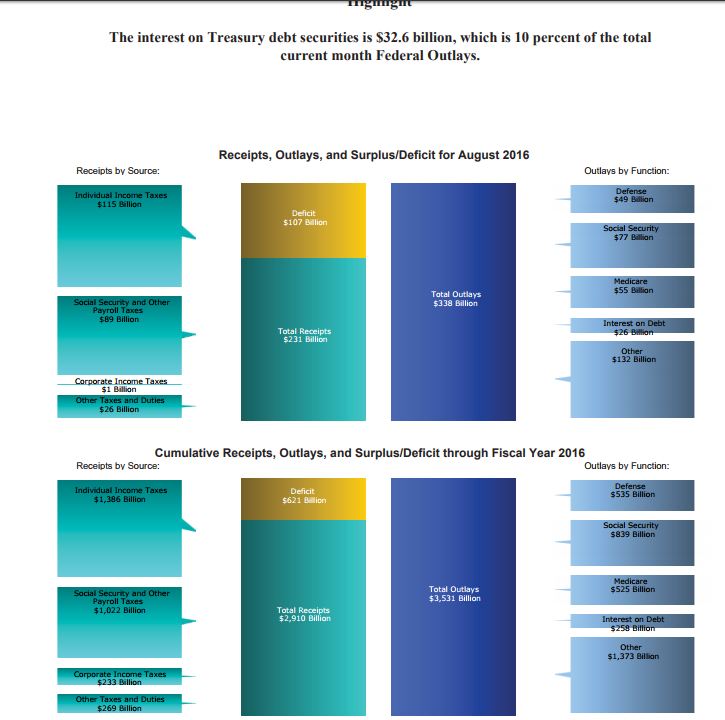 Highlight
The interest on Treasury debt securities is $32.6 billion, which is 10 percent of the total
current month Federal Outlays.
Receipts, Outlays, and Surplus/Deficit for August 2016
Receipts by Source:
Outlays by Function:
Individual Income Taxes
$115 Billion
Social Security and Other
Payroll Taxes
$89 Billion
Corporate Income Taxes
$1 Billion
Other Taxes and Duties
$26 Billion
Deficit
$107 Billion
Total Receipts
$231 Billion
Total Outlays
$338 Billion
Defense
$49 Billion
Social Security
$77 Billion
Medicare
$55 Billion
Interest on Debt
$26 Billion
Other
$132 Billion
Cumulative Receipts, Outlays, and Surplus/Deficit through Fiscal Year 2016
Receipts by Source:
Outlays by Function:
Individual Income Taxes
$1,386 Billion
Social Security and Other
Payroll Taxes
$1,022 Billion
Corporate Income Taxes
$233 Billion
Other Taxes and Duties
$269 Billion
Deficit
$621 Billion
Total Receipts
$2,910 Billion
Total Outlays
$3,531 Billion
Defense
$535 Billion
Social Security
$839 Billion
Medicare
$525 Billion
Interest on Debt
$258 Billion
Other
$1,373 Billion